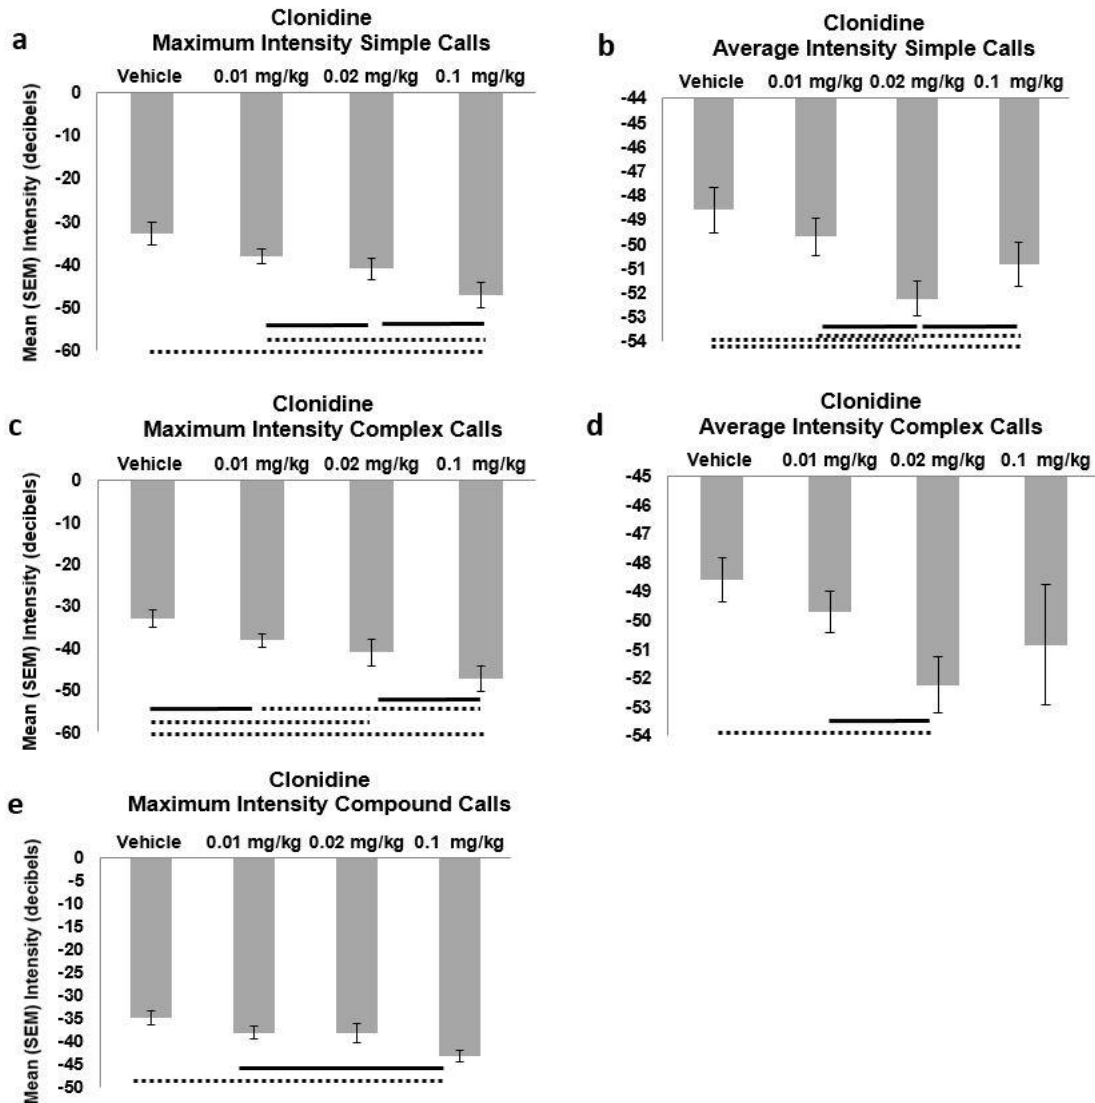 a
Clonidine
Maximum Intensity Simple Calls
Vehicle 0.01 mg/kg 0.02 mg/kg 0.1 mg/kg
Mean (SEM) Intensity (decibels)
0
-10
-20
-30
-40
-50
-60
b
Clonidine
Average Intensity Simple Calls
Vehicle 0.01 mg/kg 0.02 mg/kg 0.1 mg/kg
-44
-45
-46
-47
-48
-49
-50
-51
-52
-53
-54
c
Clonidine
Maximum Intensity Complex Calls
Vehicle 0.01 mg/kg 0.02 mg/kg 0.1 mg/kg
Mean (SEM) Intensity (decibels)
0
-10
-20
-30
-40
-50
-60
d
Clonidine
Average Intensity Complex Calls
Vehicle 0.01 mg/kg 0.02 mg/kg 0.1 mg/kg
-45
-46
-47
-48
-49
-50
-51
-52
-53
-54
e
Clonidine
Maximum Intensity Compound Calls
Vehicle 0.01 mg/kg 0.02 mg/kg 0.1 mg/kg
Mean (SEM) Intensity (decibels)
0
-5
-10
-15
-20
-25
-30
-35
-40
-45
-50